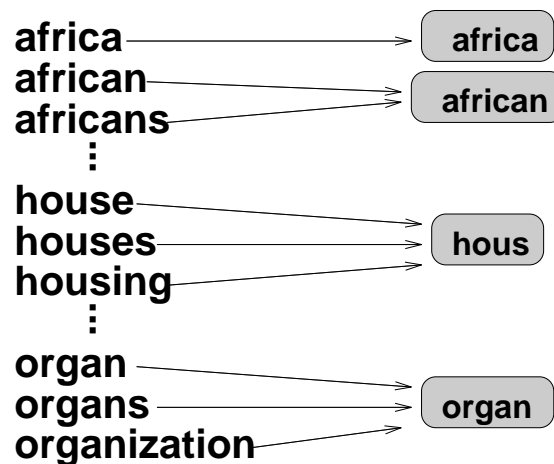 africa africa
african
african
africans
house
houses hous
housing
organ
organs organ
organization